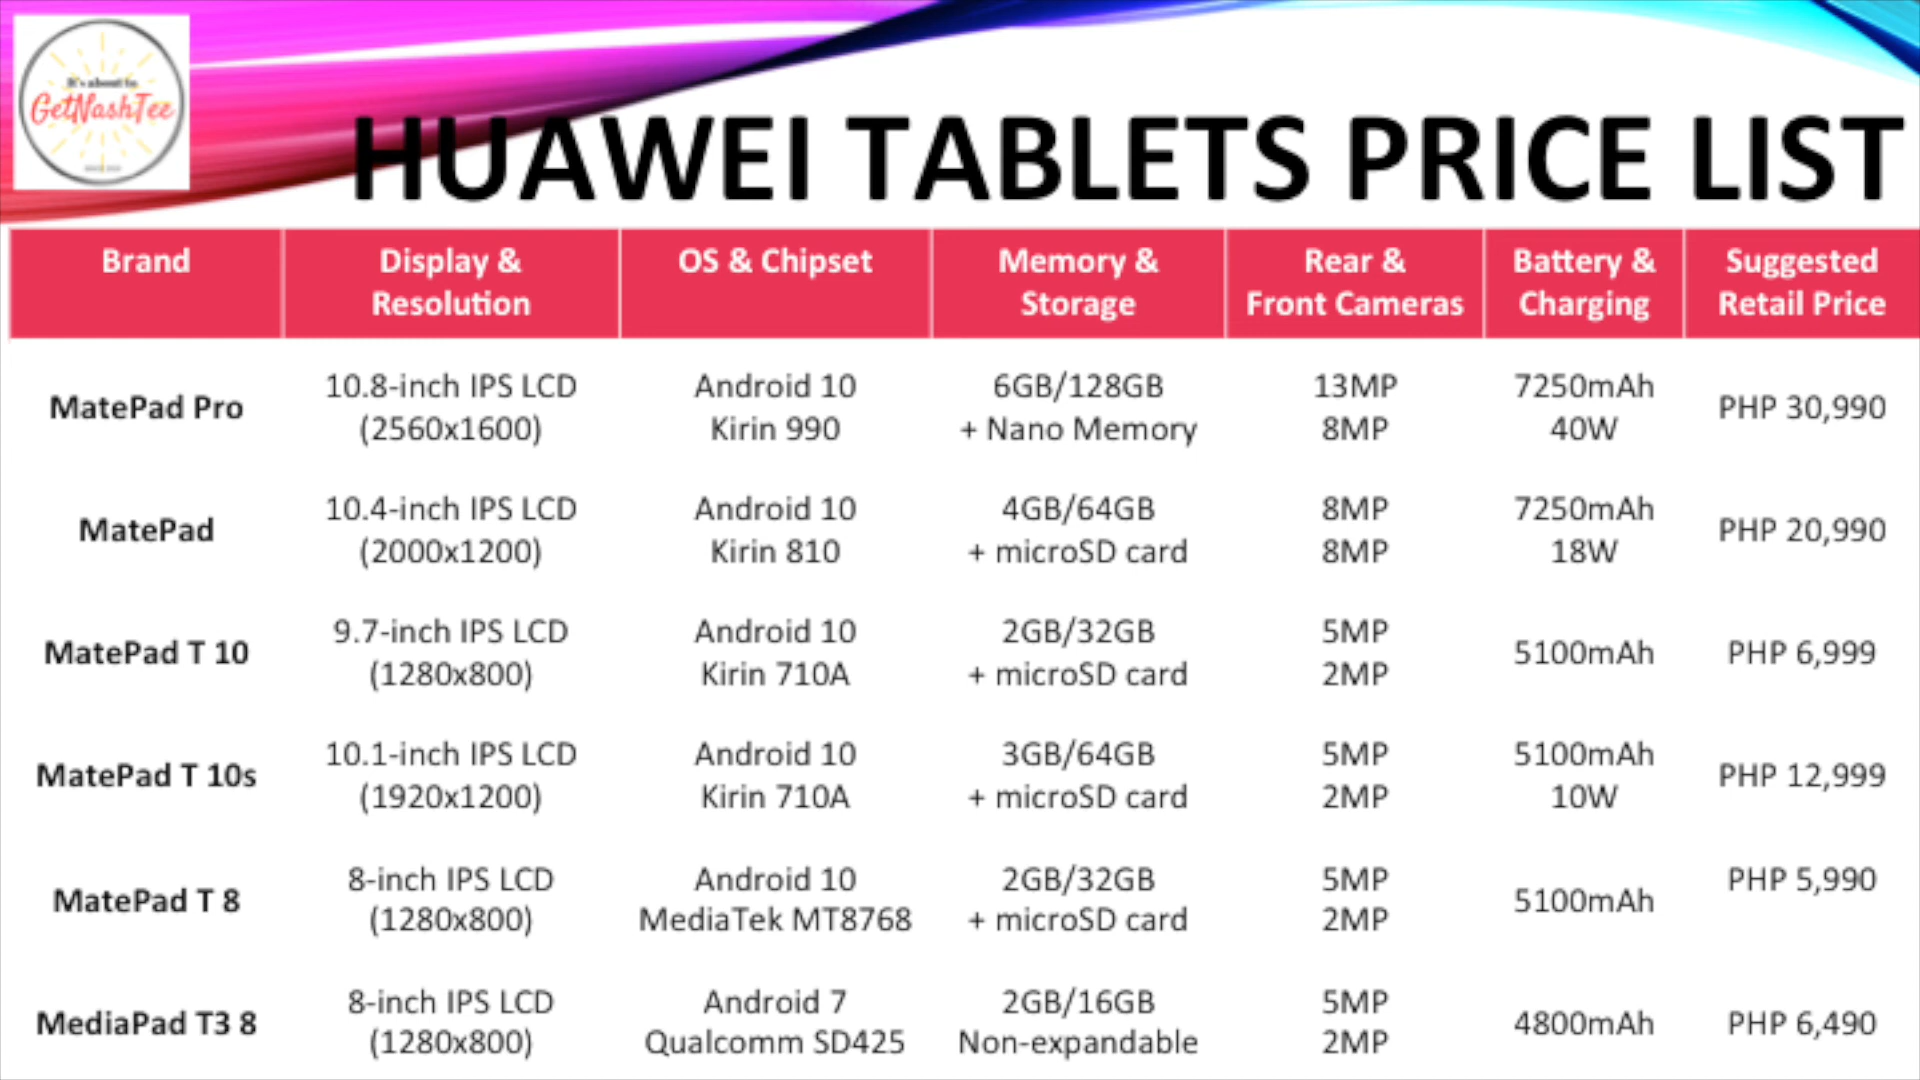 It's about to
GetNashTee
HUAWEI TABLETS PRICE LIST
Brand
Display &
Resolution
OS & Chipset
Memory &
Storage
Rear &
Front Cameras
Battery &
Charging
Suggested
Retail Price
MatePad Pro
10.8-inch IPS LCD
(2560x1600)
Android 10
Kirin 990
6GB/128GB
+ Nano Memory
13MP
8MP
7250mAh
40W
PHP 30,990
MatePad
10.4-inch IPS LCD
(2000x1200)
Android 10
Kirin 810
4GB/64GB
+ microSD card
8MP
8MP
7250mAh
18W
PHP 20,990
MatePad T 10
9.7-inch IPS LCD
(1280x800)
Android 10
Kirin 710A
2GB/32GB
+ microSD card
5MP
2MP
5100mAh
PHP 6,999
MatePad T 10s
10.1-inch IPS LCD
(1920x1200)
Android 10
Kirin 710A
3GB/64GB
+ microSD card
5MP
2MP
5100mAh
10W
PHP 12,999
MatePad T 8
8-inch IPS LCD
(1280x800)
Android 10
MediaTek MT8768
2GB/32GB
+ microSD card
5MP
2MP
5100mAh
PHP 5,990
MediaPad T3 8
8-inch IPS LCD
(1280x800)
Android 7
Qualcomm SD425
2GB/16GB
Non-expandable
5MP
2MP
4800mAh
PHP 6,490